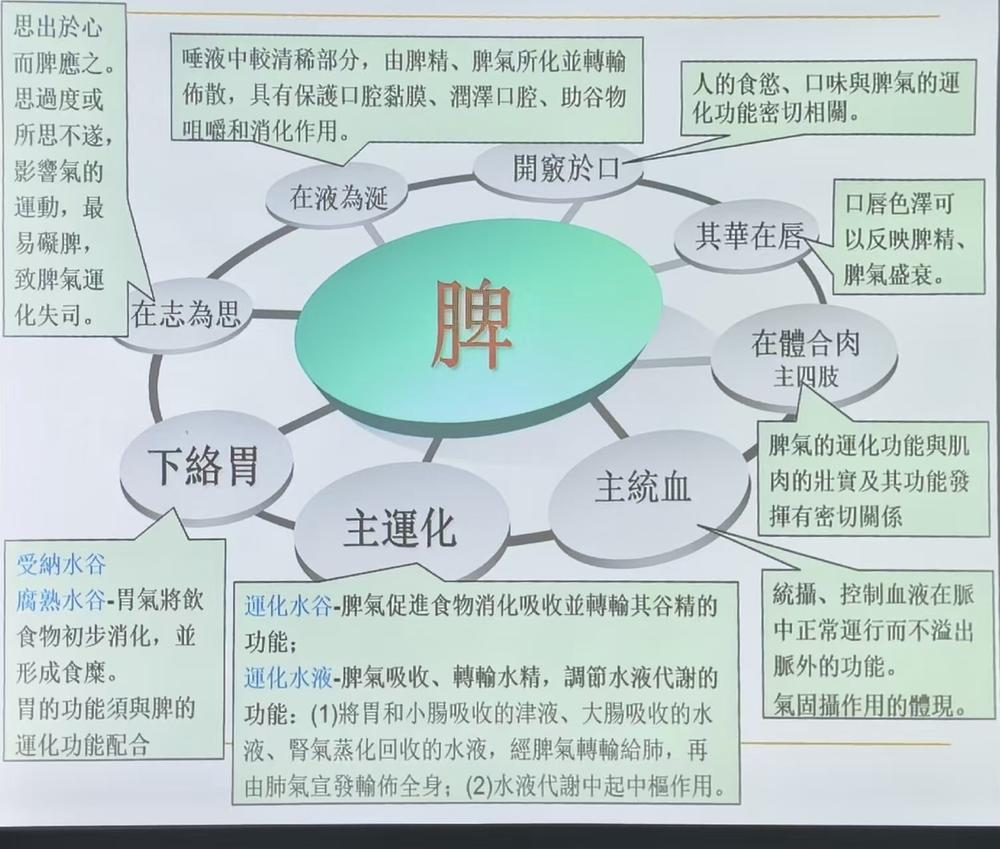 思出於心
而脾應之。
思過度或
所思不遂，
影響氣的
運動，最
易礙脾，
致脾氣運
化失司。
唾液中較清稀部分，由脾精、脾氣所化並轉輸
佈散，具有保護口腔黏膜、潤澤口腔、助谷物
咀嚼和消化作用。
人的食慾、口味與脾氣的運
化功能密切相關。
開竅於口
在液為涎
其華在唇
口唇色澤可
以反映脾精、
脾氣盛衰。
脾
在志為思
在體合肉
主四肢
脾氣的運化功能與肌
肉的壯實及其功能發
揮有密切關係
下絡胃
主運化
主統血
受納水谷
腐熟水谷-胃氣將飲
食物初步消化，並
形成食糜。
胃的功能須與脾的
運化功能配合
運化水谷-脾氣促進食物消化吸收並轉輸其谷精的
功能；
運化水液-脾氣吸收、轉輸水精，調節水液代謝的
功能：(1)將胃和小腸吸收的津液、大腸吸收的水
液、腎氣蒸化回收的水液，經脾氣轉輸給肺，再
由肺氣宣發輸佈全身；(2)水液代謝中起中樞作用。
統攝、控制血液在脈
中正常運行而不溢出
脈外的功能。
氣固攝作用的體現。